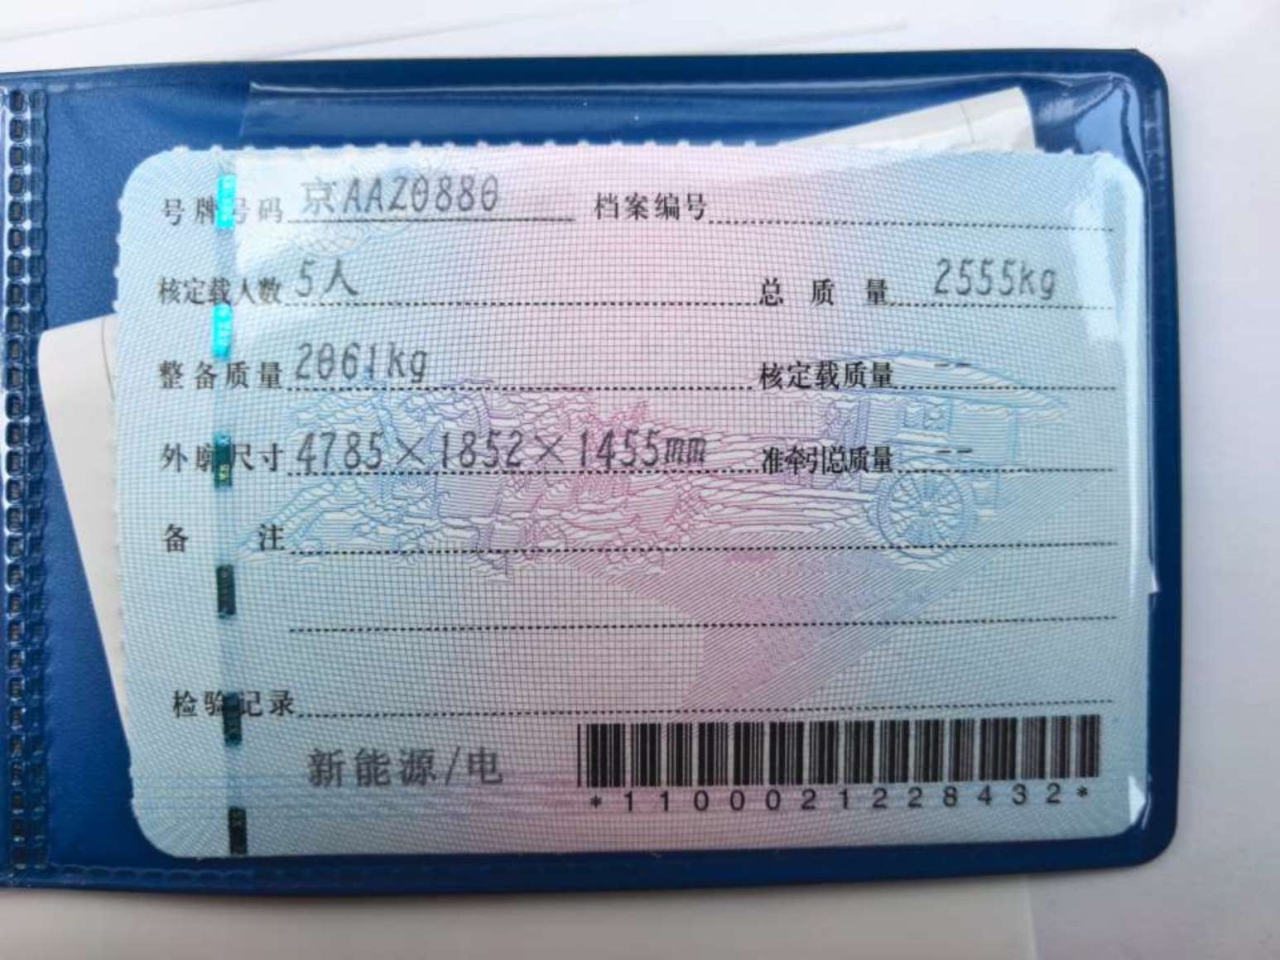 号牌号码 京AAZ0880 档案编号
核定载人数 5人 总质量 2555kg
整备质量 2061kg 核定载质量 --
外廓尺寸 4785×1852×1455mm 准牵引总质量 --
备注
检验记录
新能源/电
*1100021228432*